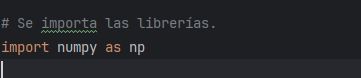 # Se importa las librerías.
import numpy as np